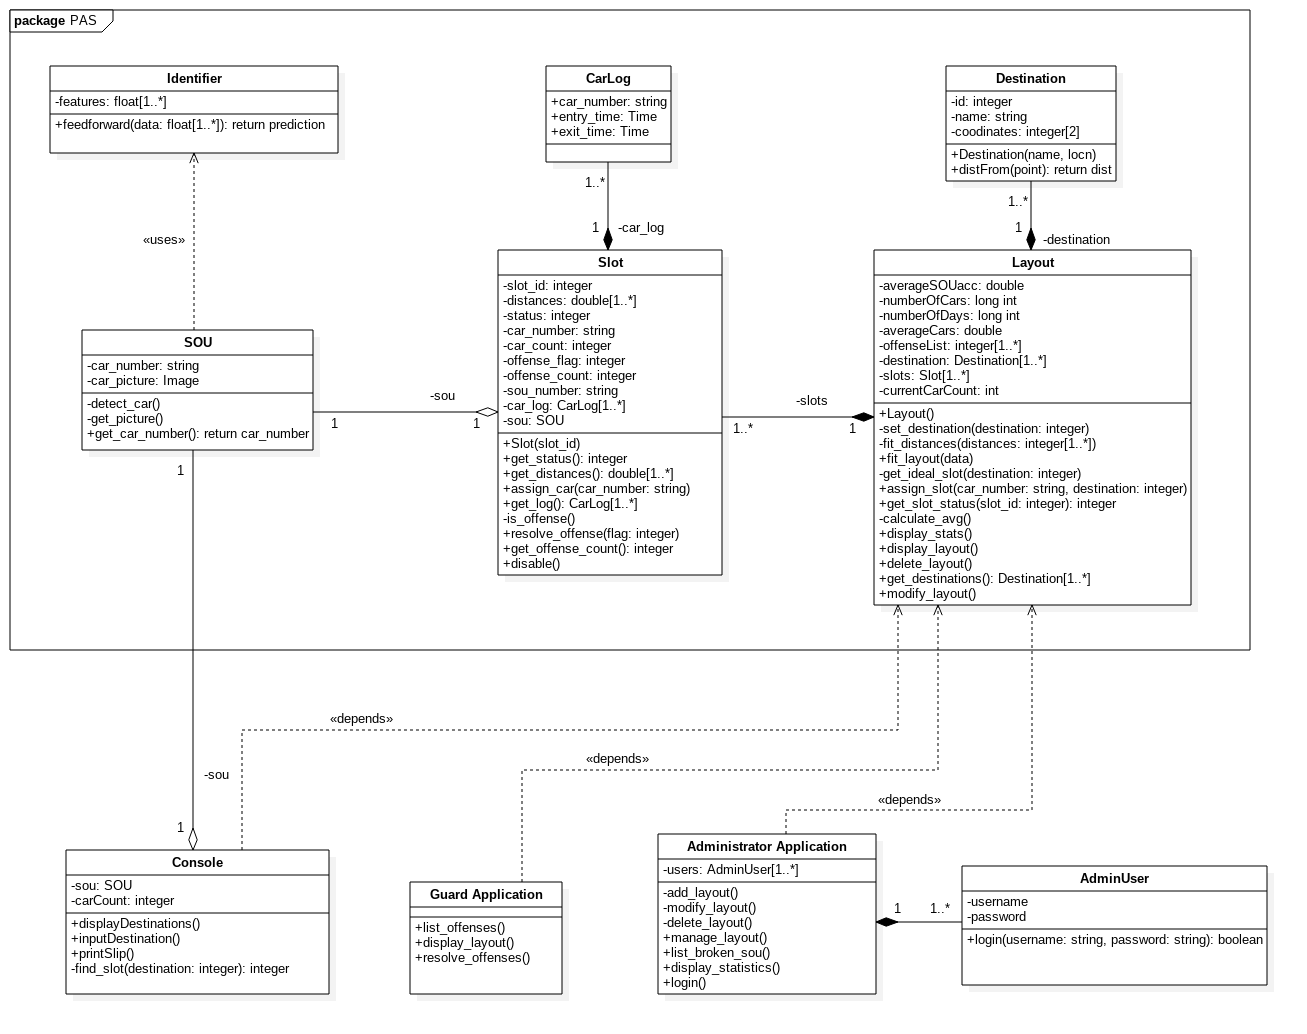 package PAS
Identifier
-features: float[1..*]
+feedforward(data: float[1..*]): return prediction
CarLog
+car_number: string
+entry_time: Time
+exit_time: Time
Destination
-id: integer
-name: string
-coodinates: integer[2]
+Destination(name, locn)
+distFrom(point): return dist
1..*
1
-car_log
1..*
1
-destination
«uses»
SOU
-car_number: string
-car_picture: Image
-detect_car()
-get_picture()
+get_car_number(): return car_number
1
-sou
1
1
Slot
-slot_id: integer
-distances: double[1..*]
-status: integer
-car_number: string
-car_count: integer
-offense_flag: integer
-offense_count: integer
-sou_number: string
-car_log: CarLog[1..*]
-sou: SOU
+Slot(slot_id)
+get_status(): integer
+get_distances(): double[1..*]
+assign_car(car_number: string)
+get_log(): CarLog[1..*]
-is_offense()
+resolve_offense(flag: integer)
+get_offense_count(): integer
+disable()
-slots
1..*
1
Layout
-averageSOUacc: double
-numberOfCars: long int
-numberOfDays: long int
-averageCars: double
-offenseList: integer[1..*]
-destination: Destination[1..*]
-slots: Slot[1..*]
-currentCarCount: int
+Layout()
-set_destination(destination: integer)
-fit_distances(distances: integer[1..*])
+fit_layout(data)
-get_ideal_slot(destination: integer)
+assign_slot(car_number: string, destination: integer)
+get_slot_status(slot_id: integer): integer
-calculate_avg()
+display_stats()
+display_layout()
+delete_layout()
+get_destinations(): Destination[1..*]
+modify_layout()
«depends»
«depends»
«depends»
-sou
1
Console
-sou: SOU
-carCount: integer
+displayDestinations()
+inputDestination()
+printSlip()
-find_slot(destination: integer): integer
Guard Application
+list_offenses()
+display_layout()
+resolve_offenses()
Administrator Application
-users: AdminUser[1..*]
-add_layout()
-modify_layout()
-delete_layout()
+manage_layout()
+list_broken_sou()
+display_statistics()
+login()
1
1..*
AdminUser
-username
-password
+login(username: string, password: string): boolean